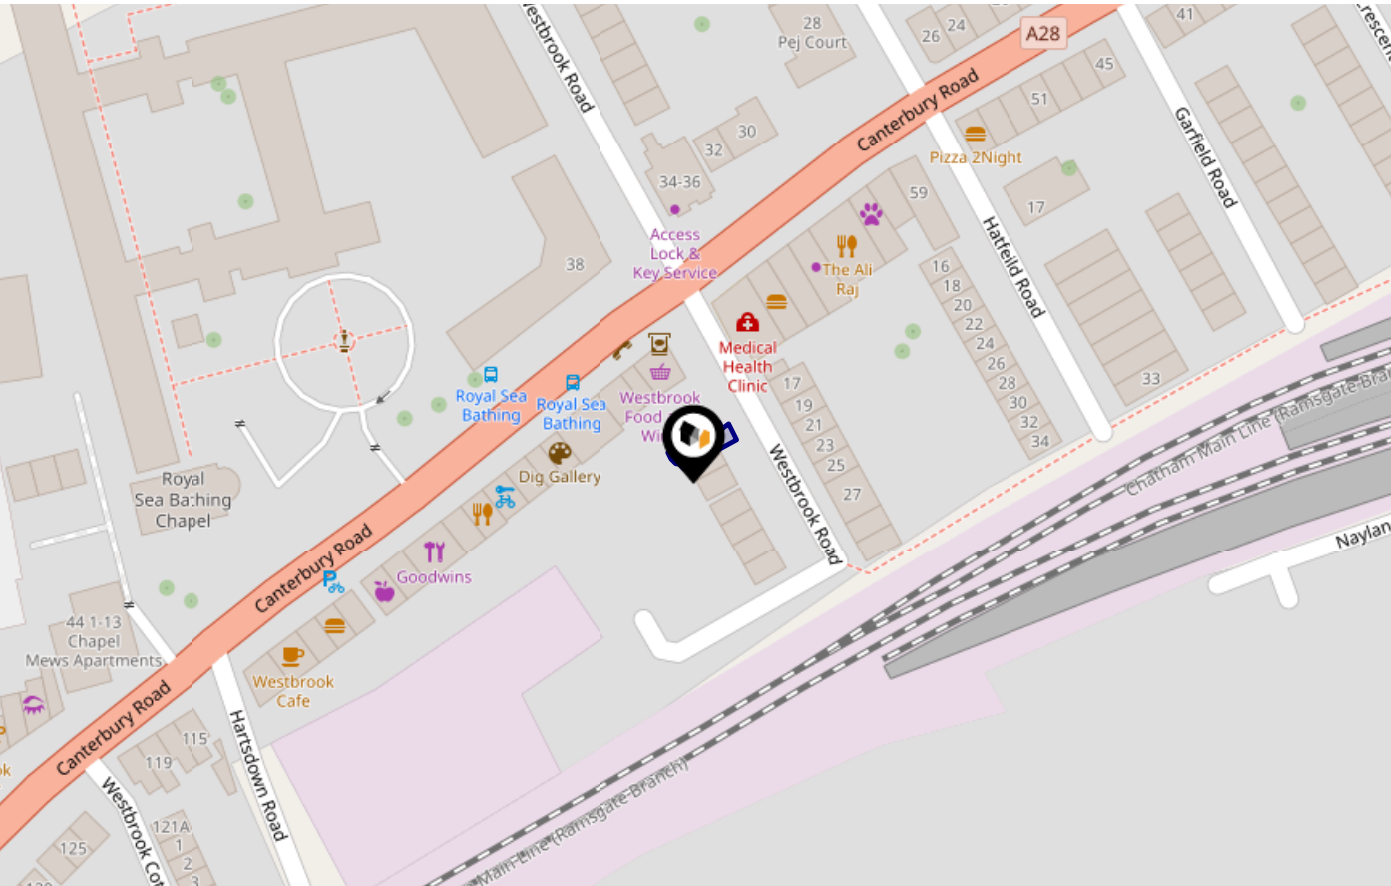 Westbrook Road
28
Pej Court
26
24
A28
41
45
51
Canterbury Road
Pizza 2Night
Garfield Road
30
32
34-36
59
17
Access
Lock &
Key Service
38
Hatfeild Road
The Ali
Raj
16
18
20
22
24
26
28
30
32
34
33
Medical
Health
Clinic
17
19
21
23
25
27
Royal Sea
Bathing
Royal Sea
Bathing
Westbrook
Food
Wi
Dig Gallery
Westbrook Road
Chatham Main Line (Ramsgate Bra
Naylan
Royal
Sea Bathing
Chapel
Canterbury Road
Goodwins
44 1-13
Chapel
Mews Apartments
Westbrook
Cafe
Canterbury Road
Hartsdown Road
115
119
Westbrook Cot
121A
1
2
3
125
Main Line (Ramsgate Branch)